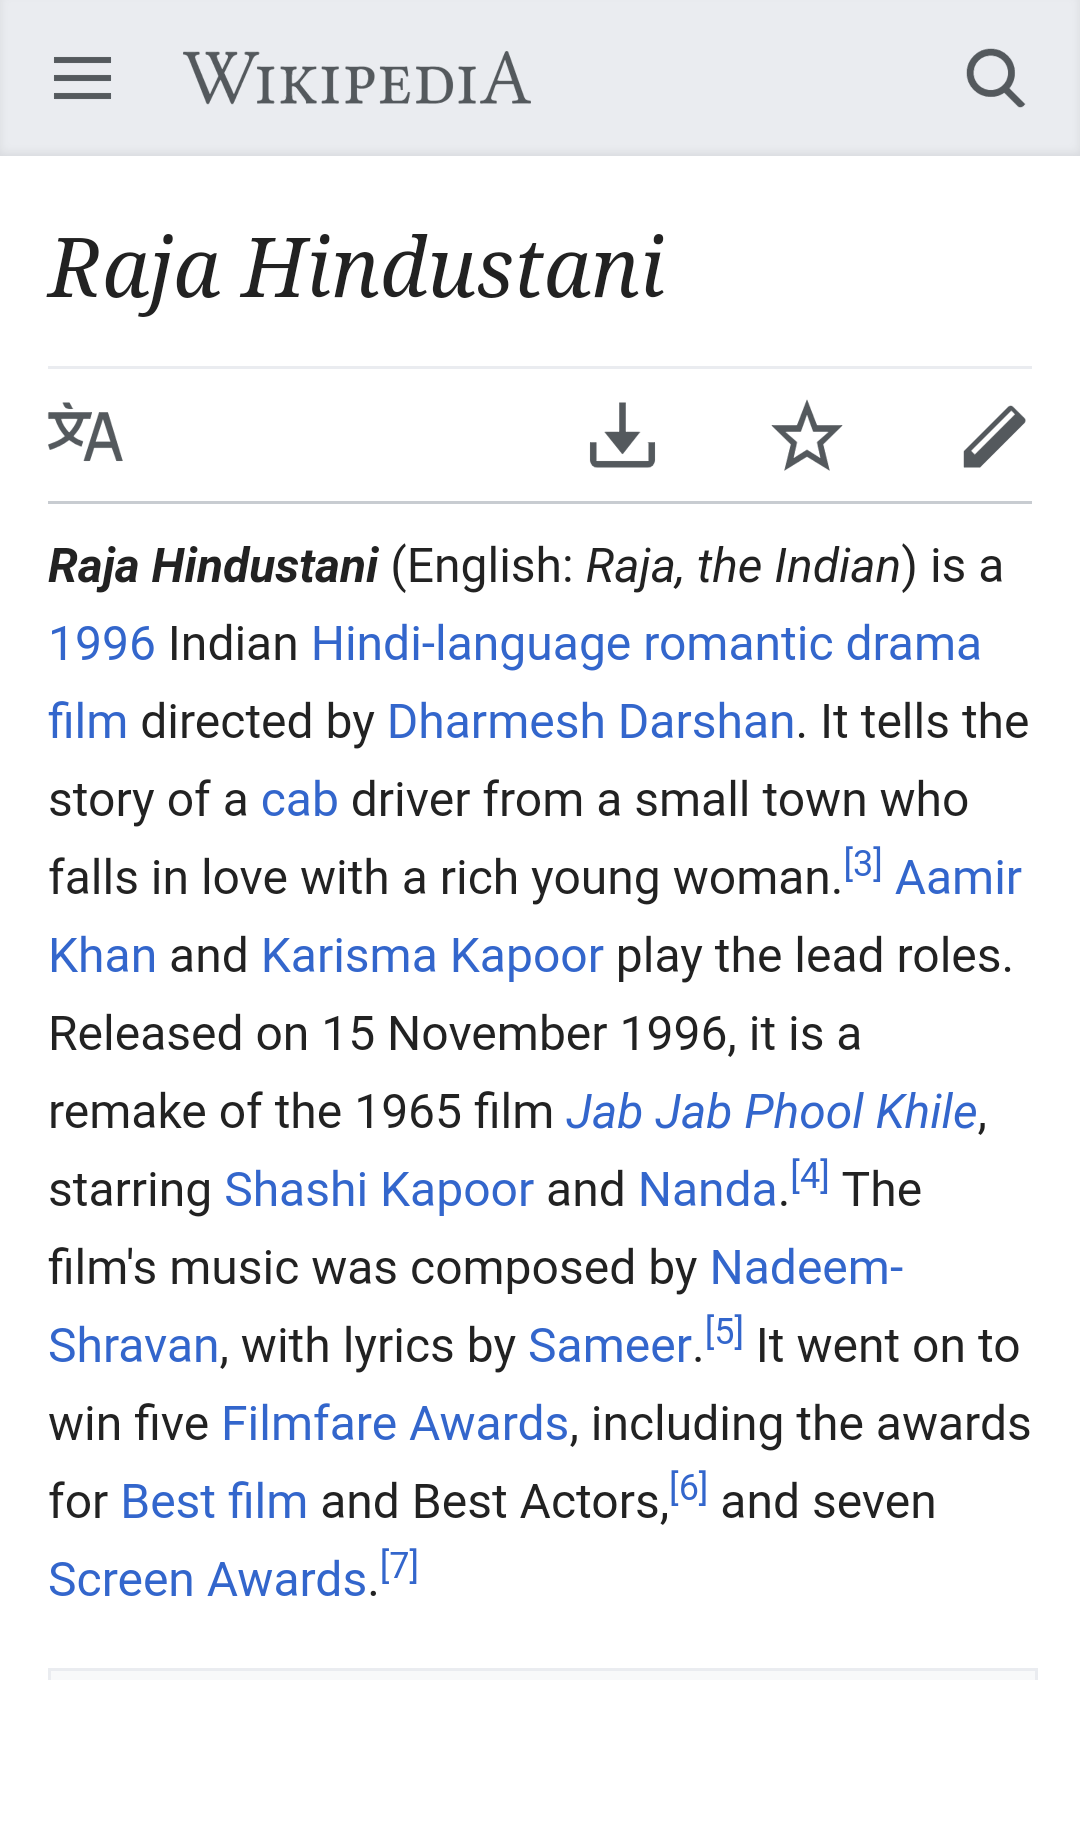 WIKIPEDIA
Raja Hindustani
文A
Raja Hindustani (English: Raja, the Indian) is a
1996 Indian Hindi-language romantic drama
film directed by Dharmesh Darshan. It tells the
story of a cab driver from a small town who
falls in love with a rich young woman.[3] Aamir
Khan and Karisma Kapoor play the lead roles.
Released on 15 November 1996, it is a
remake of the 1965 film Jab Jab Phool Khile,
starring Shashi Kapoor and Nanda.[4] The
film's music was composed by Nadeem-
Shravan, with lyrics by Sameer.[5] It went on to
win five Filmfare Awards, including the awards
for Best film and Best Actors,[6] and seven
Screen Awards.[7]